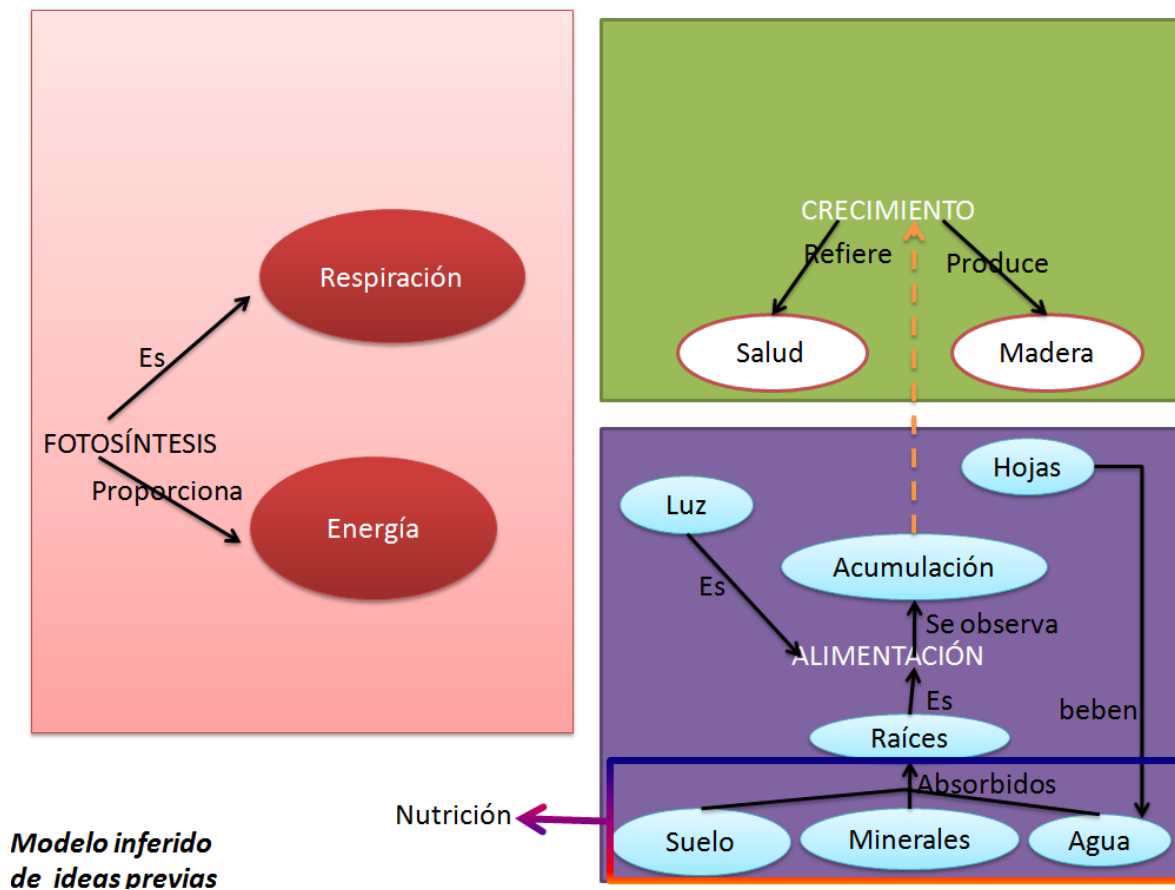 Respiración
Es
FOTOSÍNTESIS
Proporciona
Energía
CRECIMIENTO
Refiere
Produce
Salud
Madera
Hojas
Luz
Acumulación
Es
Se observa
ALIMENTACIÓN
Es
beben
Raíces
Absorbidos
Nutrición
Suelo
Minerales
Agua
Modelo inferido
de ideas previas